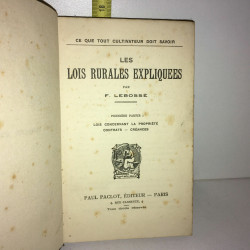 CE QUE TOUT CULTIVATEUR DOIT SAVOIR
LES
LOIS RURALES EXPLIQUÉES
PAR
F. LEBOSSÉ
PREMIÈRE PARTIE :
LOIS CONCERNANT LA PROPRIÉTÉ
CONTRATS — CRÉANCES
PAUL PACLOT, ÉDITEUR — PARIS